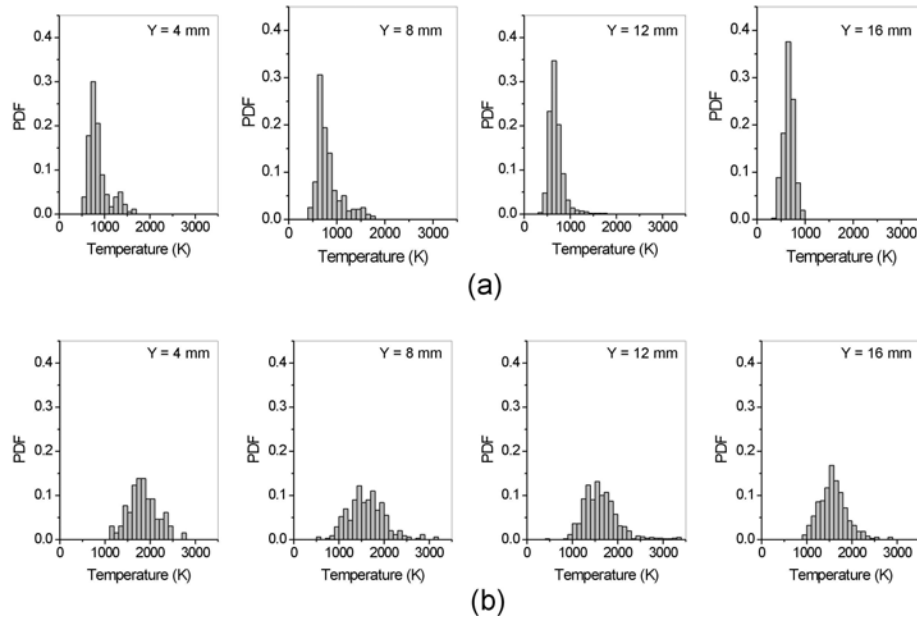 Y = 4 mm
Y = 8 mm
Y = 12 mm
Y = 16 mm
PDF
0.4
0.3
0.2
0.1
0.0
0 1000 2000 3000
Temperature (K)
PDF
0.4
0.3
0.2
0.1
0.0
0 1000 2000 3000
Temperature (K)
PDF
0.4
0.3
0.2
0.1
0.0
0 1000 2000 3000
Temperature (K)
PDF
0.4
0.3
0.2
0.1
0.0
0 1000 2000 3000
Temperature (K)
(a)
Y = 4 mm
Y = 8 mm
Y = 12 mm
Y = 16 mm
PDF
0.4
0.3
0.2
0.1
0.0
0 1000 2000 3000
Temperature (K)
PDF
0.4
0.3
0.2
0.1
0.0
0 1000 2000 3000
Temperature (K)
PDF
0.4
0.3
0.2
0.1
0.0
0 1000 2000 3000
Temperature (K)
PDF
0.4
0.3
0.2
0.1
0.0
0 1000 2000 3000
Temperature (K)
(b)